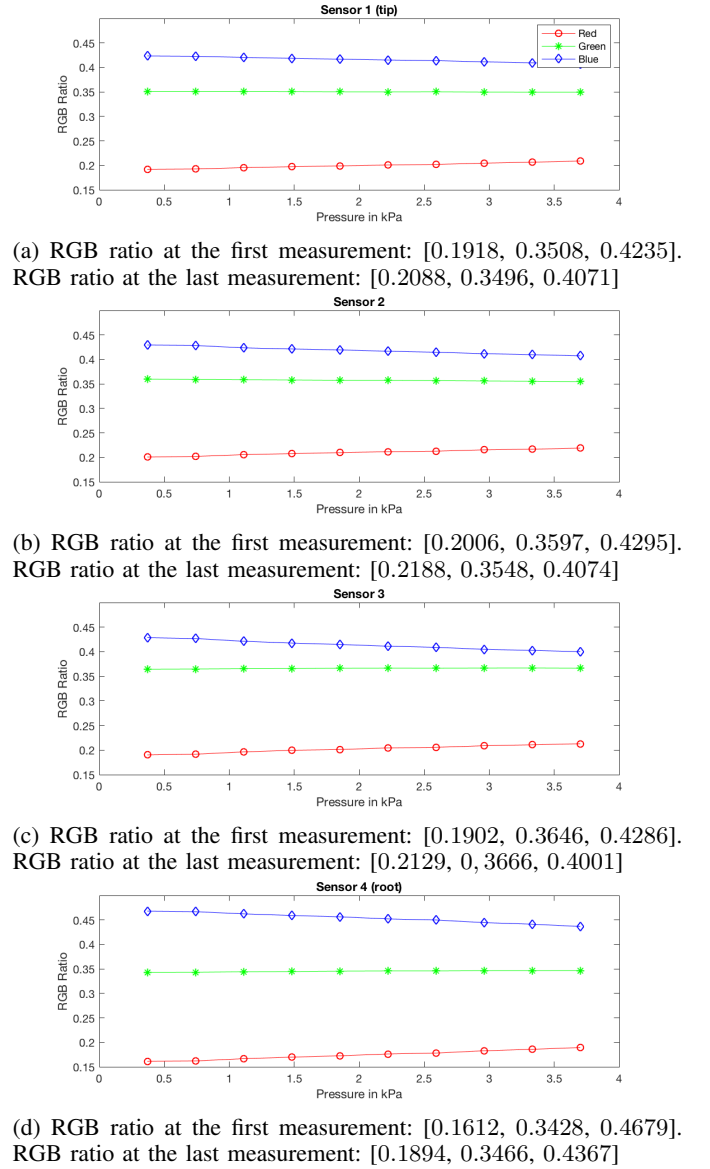 Sensor 1 (tip)
0.45
0.4
0.35
0.3
0.25
0.2
0.15
RGB Ratio
Red
Green
Blue
0 0.5 1 1.5 2 2.5 3 3.5 4
Pressure in kPa
(a) RGB ratio at the first measurement: [0.1918, 0.3508, 0.4235].
RGB ratio at the last measurement: [0.2088, 0.3496, 0.4071]
Sensor 2
0.45
0.4
0.35
0.3
0.25
0.2
0.15
RGB Ratio
0 0.5 1 1.5 2 2.5 3 3.5 4
Pressure in kPa
(b) RGB ratio at the first measurement: [0.2006, 0.3597, 0.4295].
RGB ratio at the last measurement: [0.2188, 0.3548, 0.4074]
Sensor 3
0.45
0.4
0.35
0.3
0.25
0.2
0.15
RGB Ratio
0 0.5 1 1.5 2 2.5 3 3.5 4
Pressure in kPa
(c) RGB ratio at the first measurement: [0.1902, 0.3646, 0.4286].
RGB ratio at the last measurement: [0.2129, 0, 3666, 0.4001]
Sensor 4 (root)
0.45
0.4
0.35
0.3
0.25
0.2
0.15
RGB Ratio
0 0.5 1 1.5 2 2.5 3 3.5 4
Pressure in kPa
(d) RGB ratio at the first measurement: [0.1612, 0.3428, 0.4679].
RGB ratio at the last measurement: [0.1894, 0.3466, 0.4367]